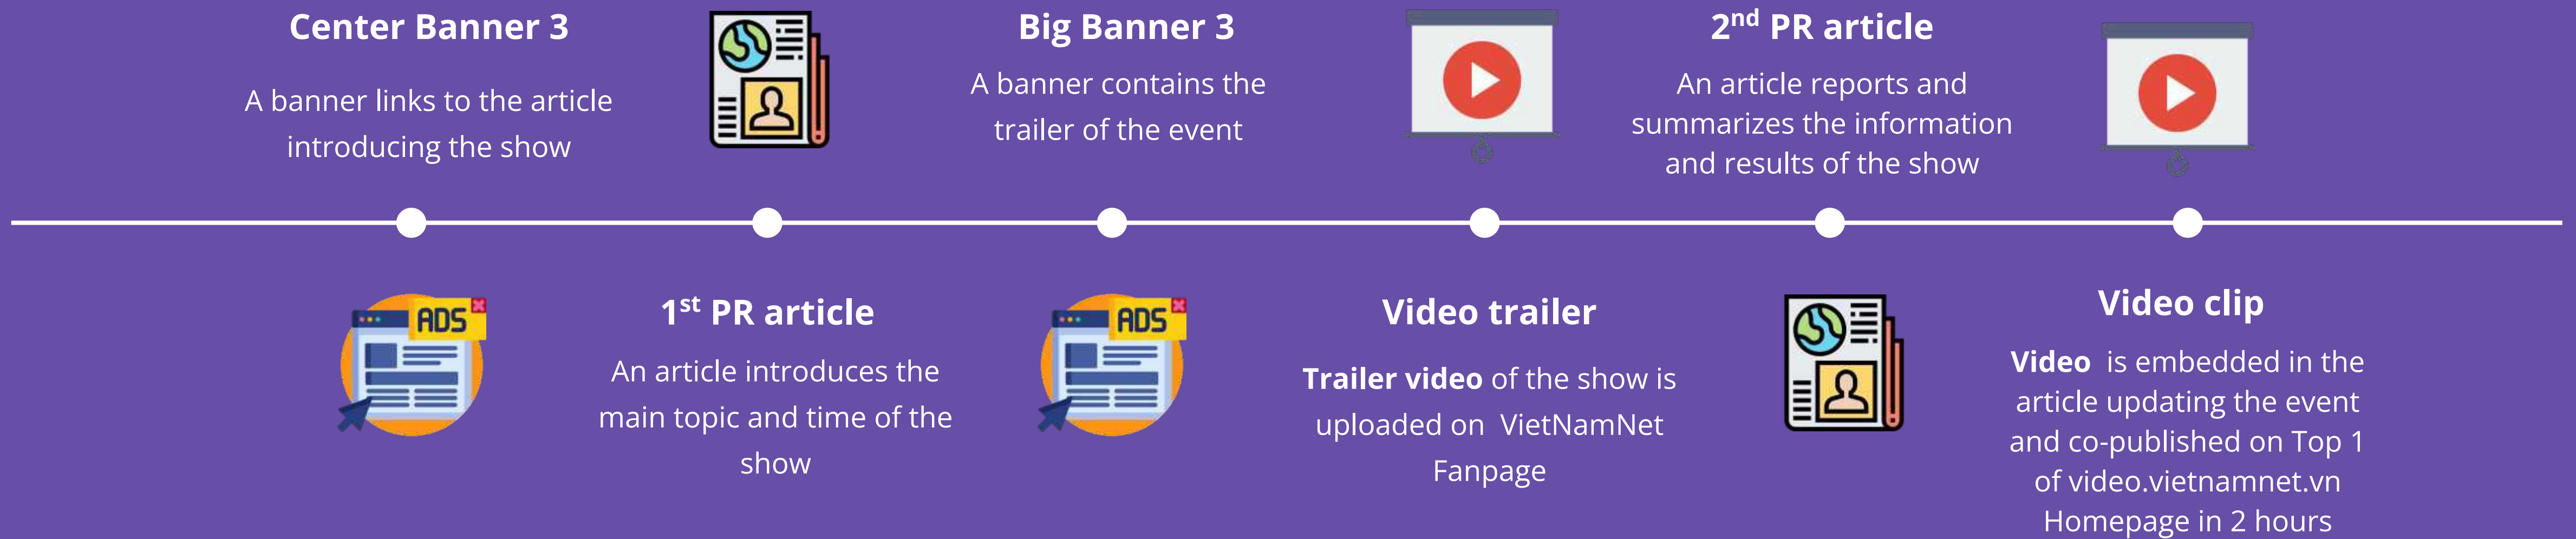 Center Banner 3
A banner links to the article
introducing the show
ADS
1st PR article
An article introduces the
main topic and time of the
show
Big Banner 3
A banner contains the
trailer of the event
ADS
Video trailer
Trailer video of the show is
uploaded on VietNamNet
Fanpage
2nd PR article
An article reports and
summarizes the information
and results of the show
Video clip
Video is embedded in the
article updating the event
and co-published on Top 1
of video.vietnamnet.vn
Homepage in 2 hours